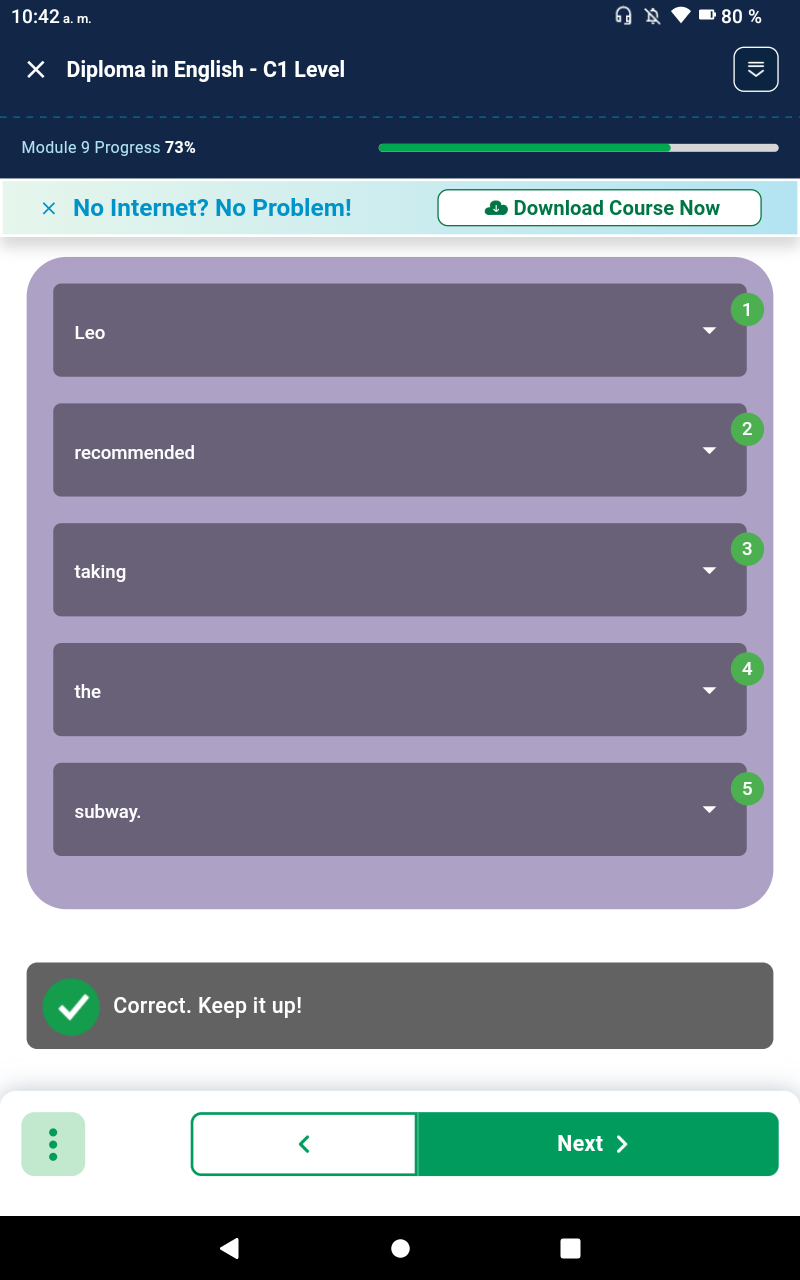 10:42 a. m.
80 %
Diploma in English - C1 Level
Module 9 Progress 73%
No Internet? No Problem!
Download Course Now
1
Leo
2
recommended
3
taking
4
the
5
subway.
Correct. Keep it up!
Next